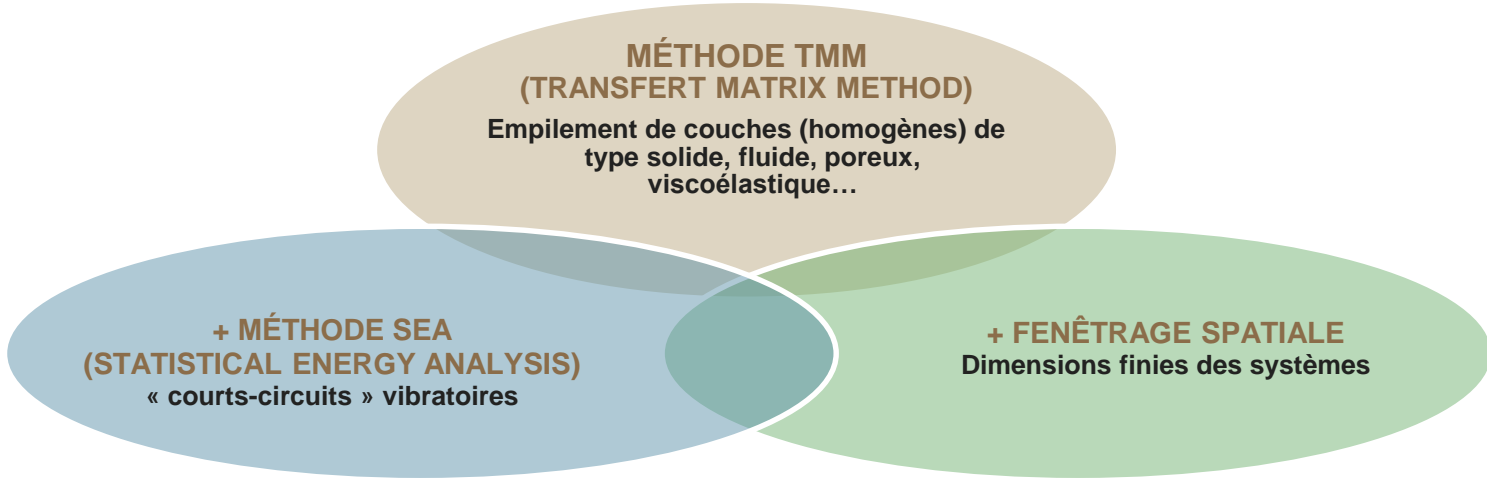 MÉTHODE TMM
(TRANSFERT MATRIX METHOD)
Empilement de couches (homogènes) de
type solide, fluide, poreux,
viscoélastique…
+ MÉTHODE SEA
(STATISTICAL ENERGY ANALYSIS)
« courts-circuits » vibratoires
+ FENÊTRAGE SPATIALE
Dimensions finies des systèmes